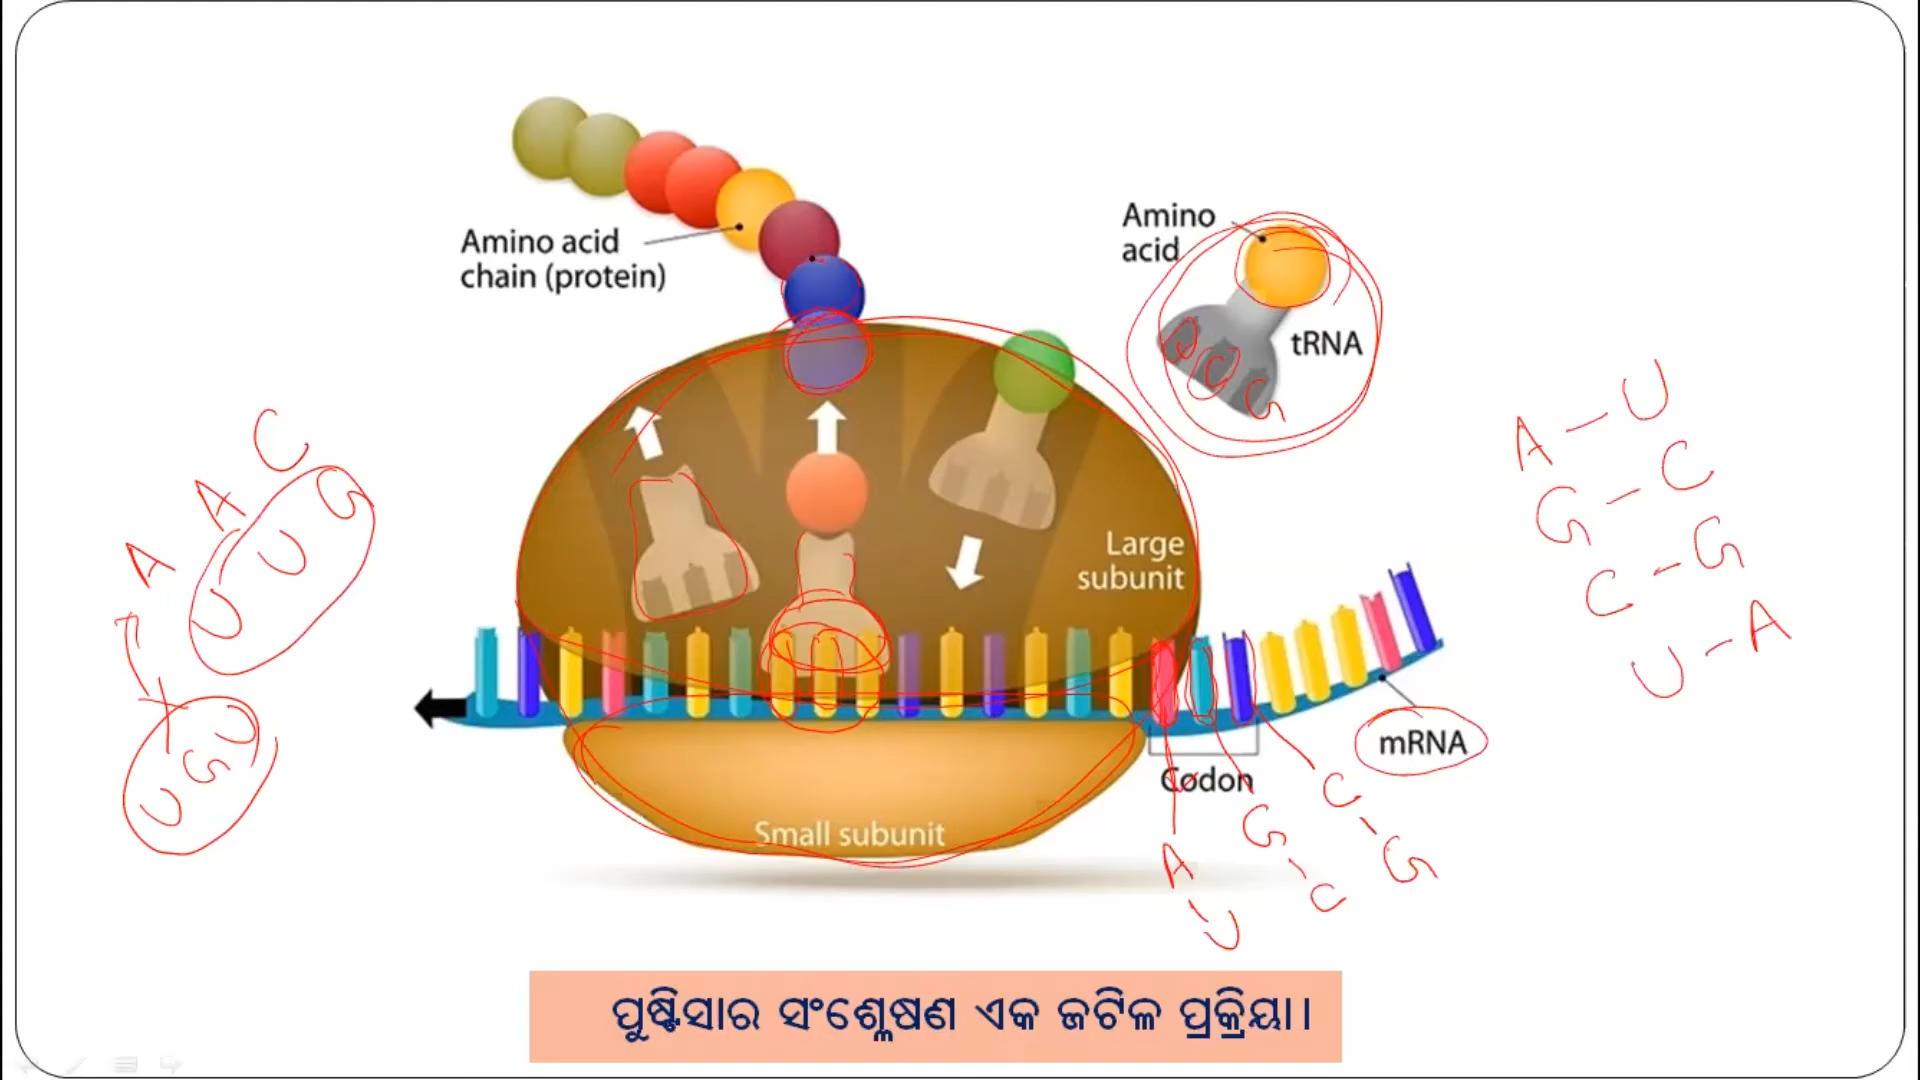 Amino acid
chain (protein)
Amino
acid
tRNA
A C G
A - U
G - C
C - G
U - A
C
A
A
U U G
U G U
Large
subunit
mRNA
Codon
Small subunit
A - U
G - C
C - G
ପୁଷ୍ଟିସାର ସଂଶ୍ଳେଷଣ ଏକ ଜଟିଳ ପ୍ରକ୍ରିୟା।